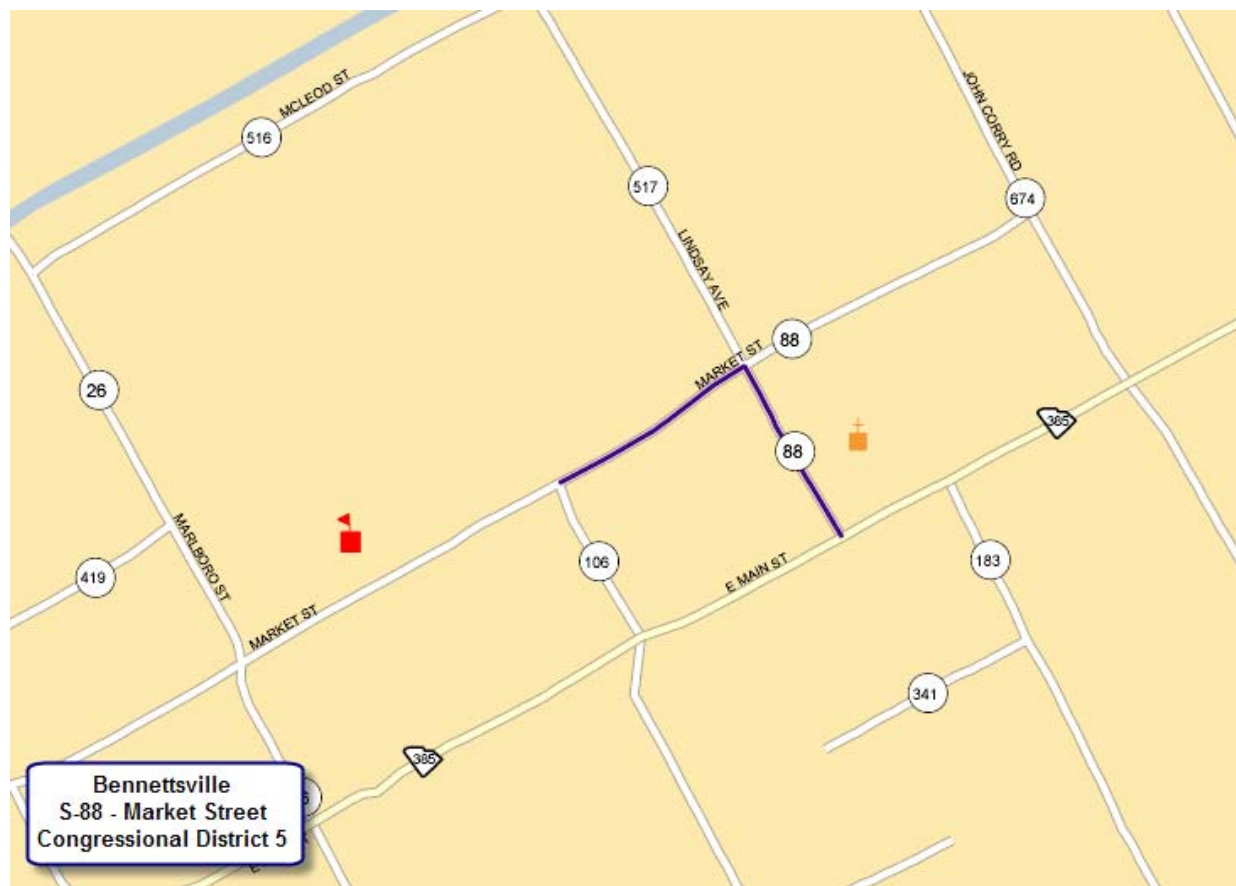 MCLEOD ST
516
JOHN CORRY RD
517
674
LINDSAY AVE
88
MARKET ST
26
385
88
MARLBORO ST
419
106
183
E MAIN ST
MARKET ST
341
385
Bennettsville
S-88 - Market Street
Congressional District 5